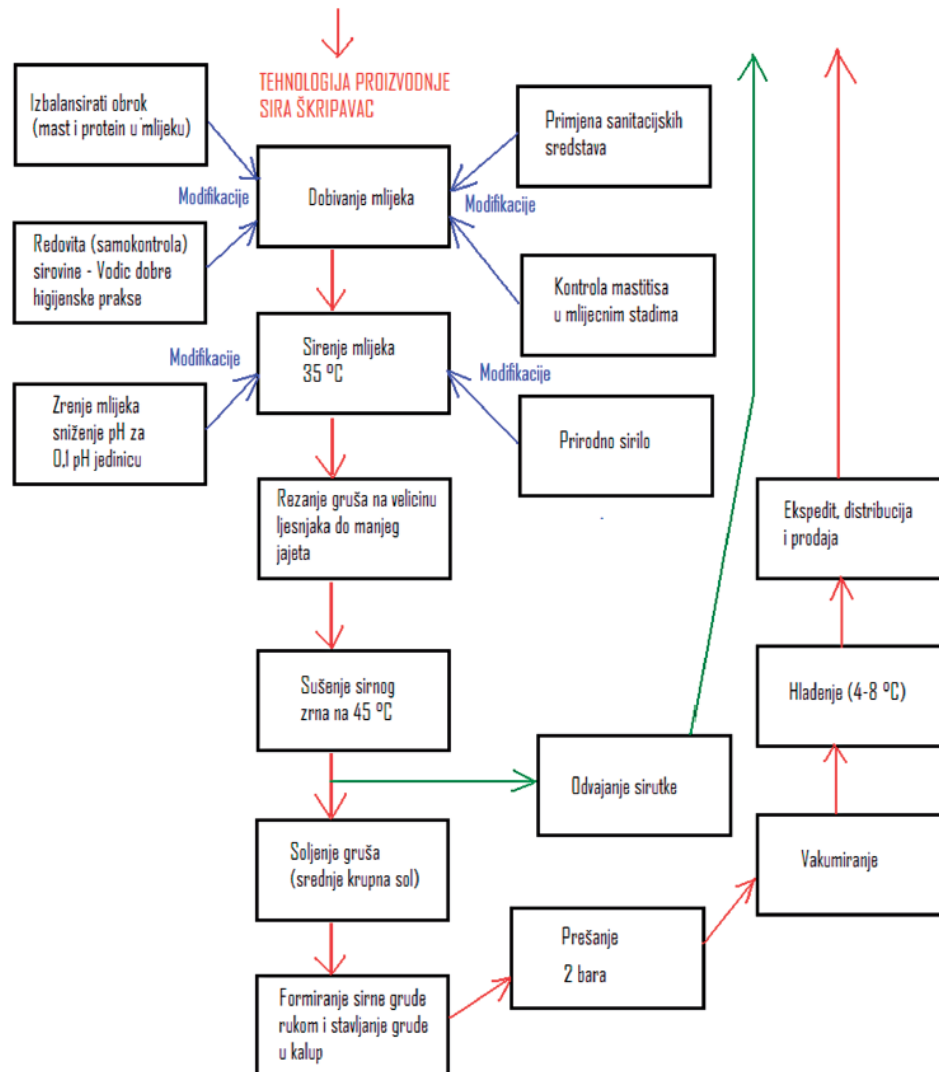 TEHNOLOGIJA PROIZVODNJE
SIRA ŠKRIPAVAC
Izbalansirati obrok
(mast i protein u mlijeku)
Primjena sanitacijskih
sredstava
Modifikacije
Dobivanje mlijeka
Modifikacije
Redovita (samokontrola)
sirovine - Vodic dobre
higijenske prakse
Kontrola mastitisa
u mlijecnim stadima
Modifikacije
Sirenje mlijeka
35 ºC
Modifikacije
Zrenje mlijeka
sniženje pH za
0,1 pH jedinicu
Prirodno sirilo
Rezanje gruša na velicinu
ljesnjaka do manjeg
jajeta
Ekspedit, distribucija
i prodaja
Sušenje sirnog
zrna na 45 ºC
Hlađenje (4-8 ºC)
Odvajanje sirutke
Soljenje gruša
(srednje krupna sol)
Vakumiranje
Prešanje
2 bara
Formiranje sirne grude
rukom i stavljanje grude
u kalup